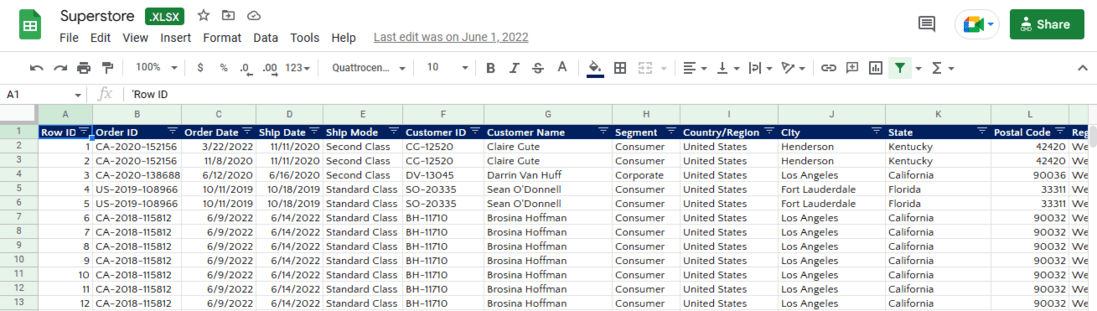 Superstore .XLSX
File Edit View Insert Format Data Tools Help Last edit was on June 1, 2022
Share
100% $ % .0 .00 123 Quattrocen... 10 B I S A
A1 fx 'Row ID
A B C D E F G H I J K L
1 Row ID Order ID Order Date Ship Date Ship Mode Customer ID Customer Name Segment Country/Region City State Postal Code Reg
2 1 CA-2020-152156 3/22/2022 11/11/2020 Second Class CG-12520 Claire Gute Consumer United States Henderson Kentucky 42420 We
3 2 CA-2020-152156 11/8/2020 11/11/2020 Second Class CG-12520 Claire Gute Consumer United States Henderson Kentucky 42420 We
4 3 CA-2020-138688 6/12/2020 6/16/2020 Second Class DV-13045 Darrin Van Huff Corporate United States Los Angeles California 90036 We
5 4 US-2019-108966 10/11/2019 10/18/2019 Standard Class SO-20335 Sean O'Donnell Consumer United States Fort Lauderdale Florida 33311 We
6 5 US-2019-108966 10/11/2019 10/18/2019 Standard Class SO-20335 Sean O'Donnell Consumer United States Fort Lauderdale Florida 33311 We
7 6 CA-2018-115812 6/9/2022 6/14/2022 Standard Class BH-11710 Brosina Hoffman Consumer United States Los Angeles California 90032 We
8 7 CA-2018-115812 6/9/2022 6/14/2022 Standard Class BH-11710 Brosina Hoffman Consumer United States Los Angeles California 90032 We
9 8 CA-2018-115812 6/9/2022 6/14/2022 Standard Class BH-11710 Brosina Hoffman Consumer United States Los Angeles California 90032 We
10 9 CA-2018-115812 6/9/2022 6/14/2022 Standard Class BH-11710 Brosina Hoffman Consumer United States Los Angeles California 90032 We
11 10 CA-2018-115812 6/9/2022 6/14/2022 Standard Class BH-11710 Brosina Hoffman Consumer United States Los Angeles California 90032 We
12 11 CA-2018-115812 6/9/2022 6/14/2022 Standard Class BH-11710 Brosina Hoffman Consumer United States Los Angeles California 90032 We
13 12 CA-2018-115812 6/9/2022 6/14/2022 Standard Class BH-11710 Brosina Hoffman Consumer United States Los Angeles California 90032 We